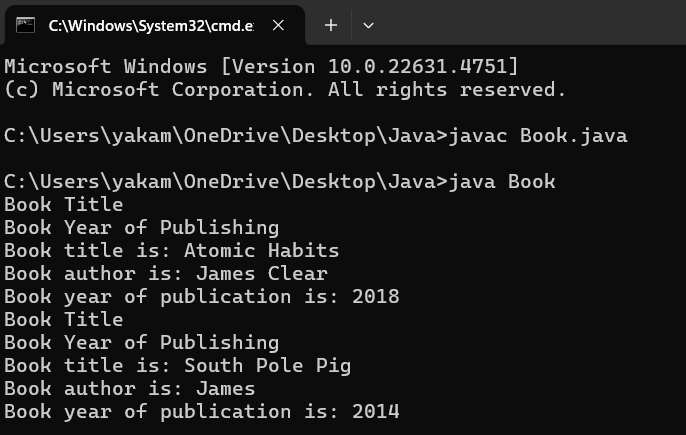 C:\Windows\System32\cmd.e
Microsoft Windows [Version 10.0.22631.4751]
(c) Microsoft Corporation. All rights reserved.
C:\Users\yakam\OneDrive\Desktop\Java>javac Book.java
C:\Users\yakam\OneDrive\Desktop\Java>java Book
Book Title
Book Year of Publishing
Book title is: Atomic Habits
Book author is: James Clear
Book year of publication is: 2018
Book Title
Book Year of Publishing
Book title is: South Pole Pig
Book author is: James
Book year of publication is: 2014